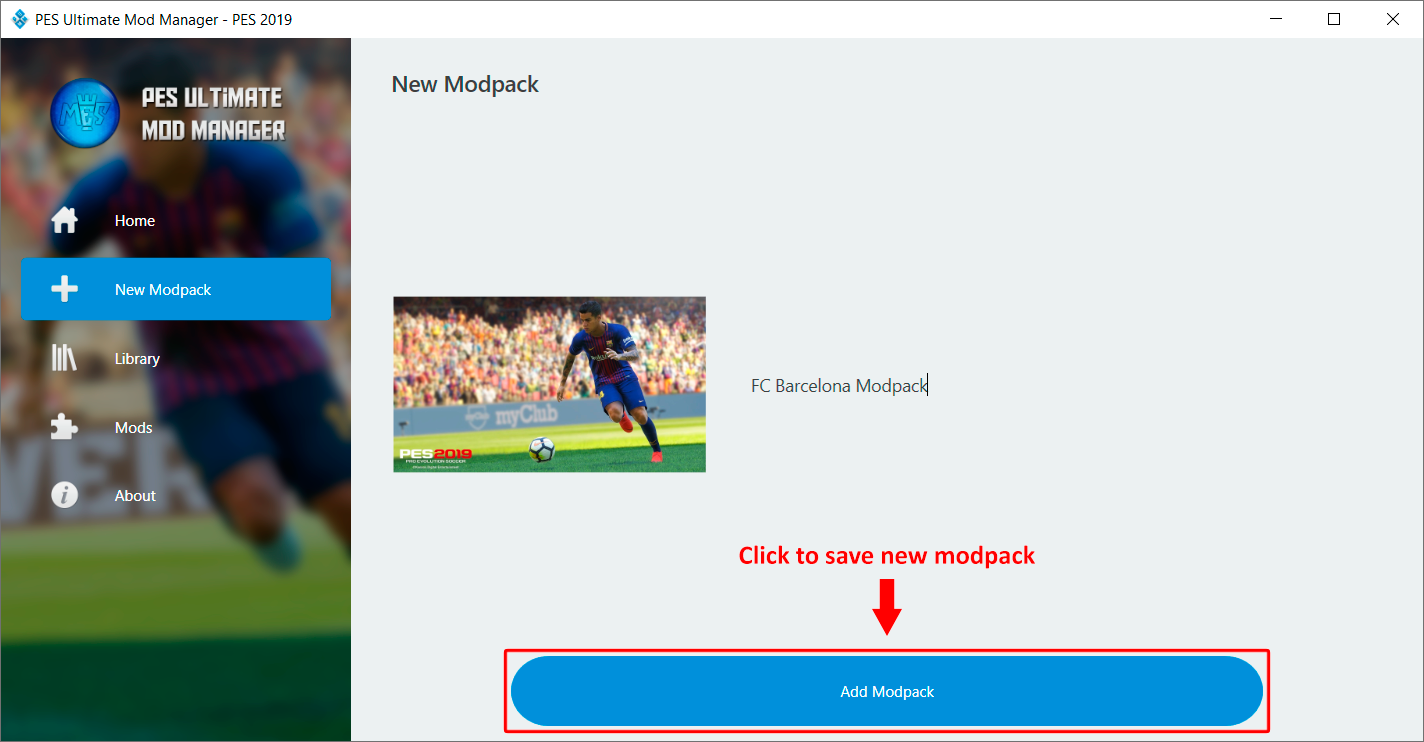 PES Ultimate Mod Manager - PES 2019
PES ULTiMATE
MOD MANAGER
MES
Home
New Modpack
Library
Mods
About
New Modpack
myClub
PES2019
PRO EVOLUTION SOCCER
FC Barcelona Modpack
Click to save new modpack
Add Modpack